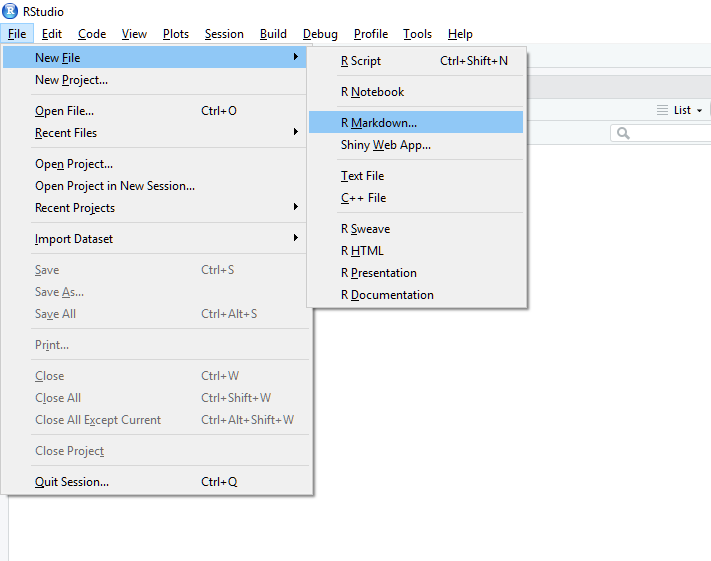 RStudio
File Edit Code View Plots Session Build Debug Profile Tools Help
New File
New Project...
Open File... Ctrl+O
Recent Files
Open Project...
Open Project in New Session...
Recent Projects
Import Dataset
Save Ctrl+S
Save As...
Save All Ctrl+Alt+S
Print...
Close Ctrl+W
Close All Ctrl+Shift+W
Close All Except Current Ctrl+Alt+Shift+W
Close Project
Quit Session... Ctrl+Q
R Script Ctrl+Shift+N
R Notebook
R Markdown...
Shiny Web App...
Text File
C++ File
R Sweave
R HTML
R Presentation
R Documentation
List